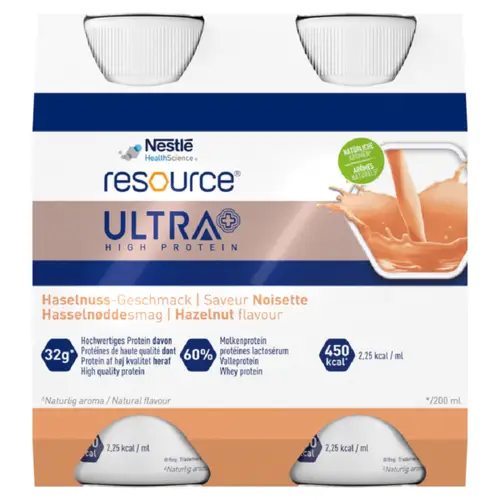 Nestlé
HealthScience®
resource®
ULTRA+
HIGH PROTEIN
NATÜRLICHE
AROMEN^
ARÔMES
NATURELS^
Haselnuss-Geschmack | Saveur Noisette
Hasselnøddesmag | Hazelnut flavour
32g*
Hochwertiges Protein davon
Protéines de haute qualité dont
Protein af høj kvalitet heraf
High quality protein
60%
Molkenprotein
protéines lactosérum
Valleprotein
Whey protein
450
kcal*
2,25 kcal / ml
^Naturlig aroma / Natural flavour
*/200 ml
2,25 kcal / ml
2,25 kcal / ml
^Naturlig ar